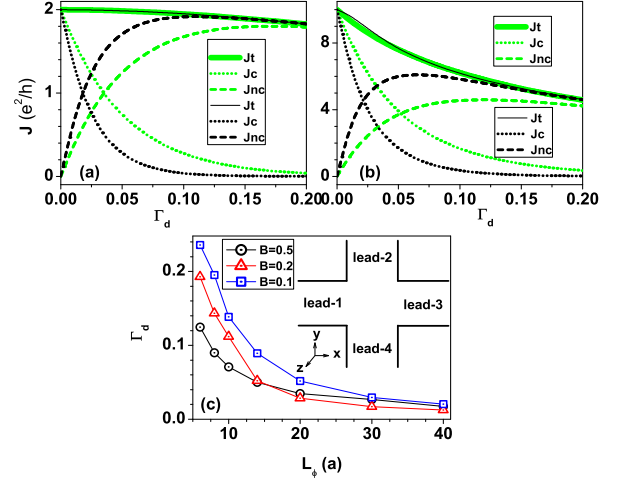 2
1
0
J (e²/h)
Jt
Jc
Jnc
Jt
Jc
Jnc
(a)
0.00 0.05 0.10 0.15 0.20
Γd
8
4
0
Jt
Jc
Jnc
Jt
Jc
Jnc
(b)
0.00 0.05 0.10 0.15 0.20
Γd
0.2
0.1
0.0
Γd
B=0.5
B=0.2
B=0.1
lead-2
lead-1
lead-3
lead-4
y
x
z
(c)
10 20 30 40
Lϕ (a)